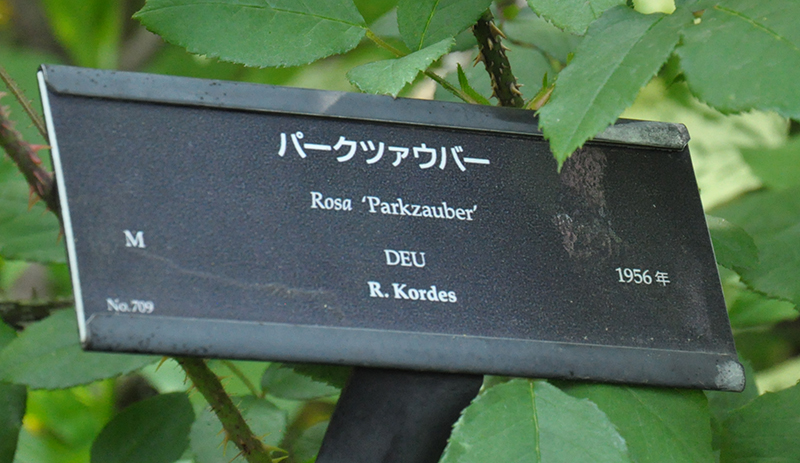 パークツァウバー
Rosa 'Parkzauber'
M
DEU
1956年
R. Kordes
No.709